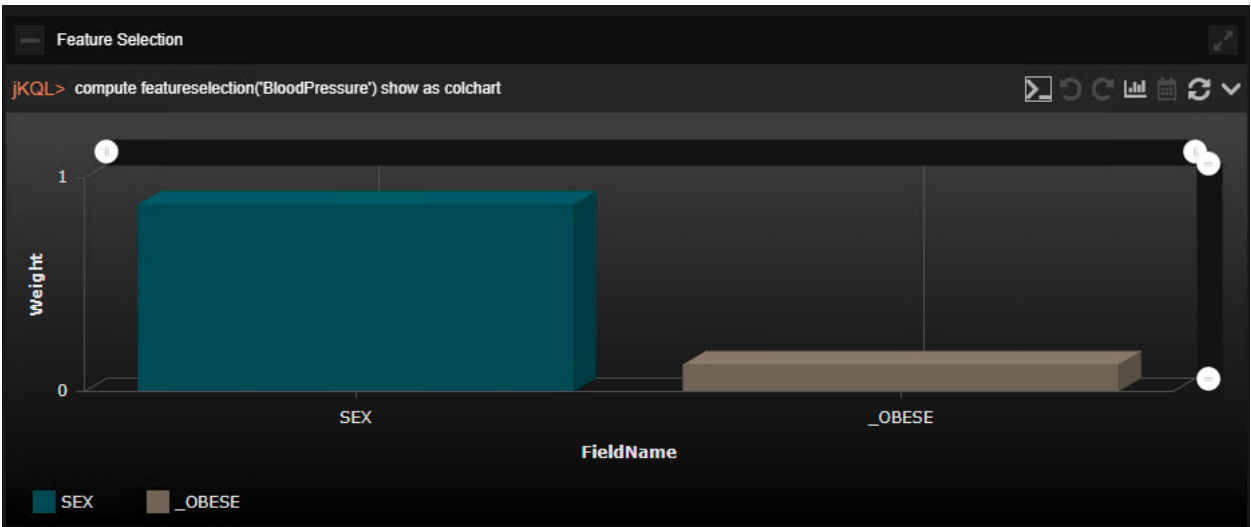 Feature Selection
jKQL> compute featureselection('BloodPressure') show as colchart
1
Weight
0
SEX _OBESE
FieldName
SEX _OBESE